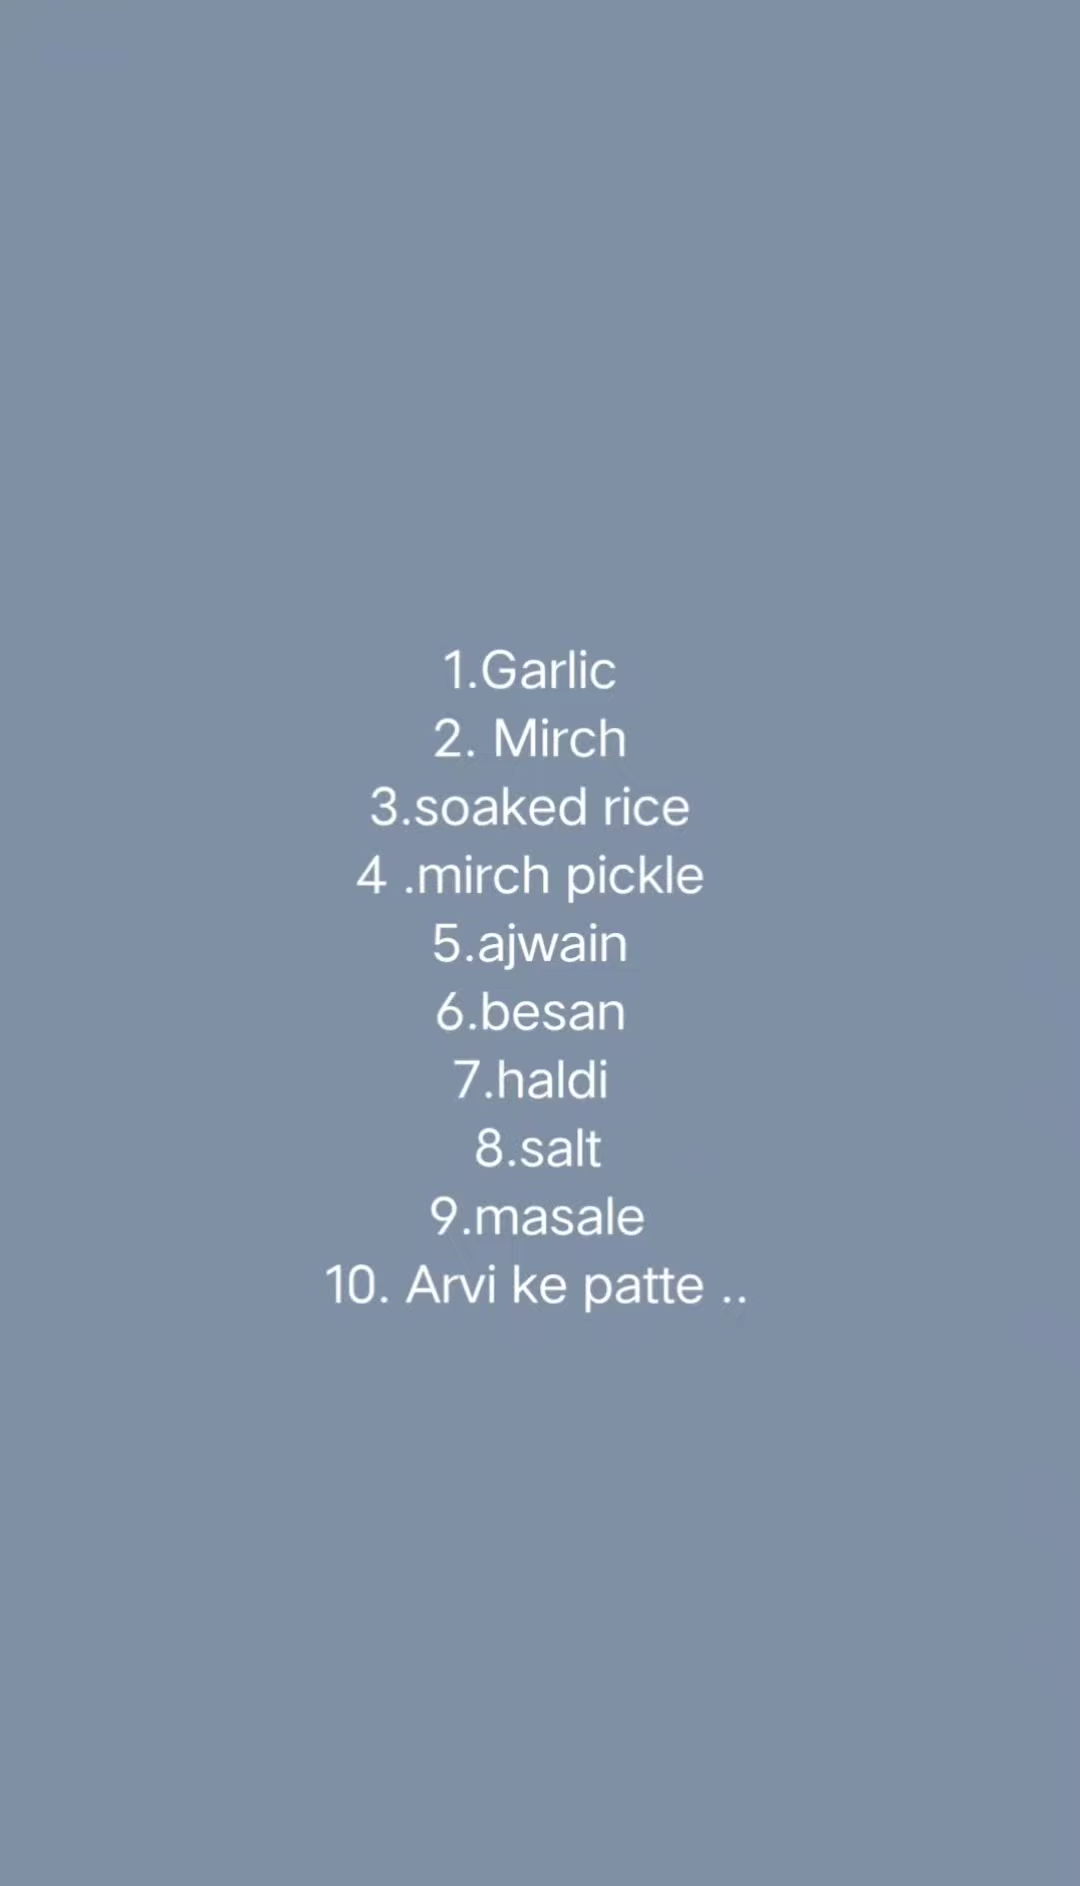 1.Garlic
2. Mirch
3.soaked rice
4 .mirch pickle
5.ajwain
6.besan
7.haldi
8.salt
9.masale
10. Arvi ke patte ..